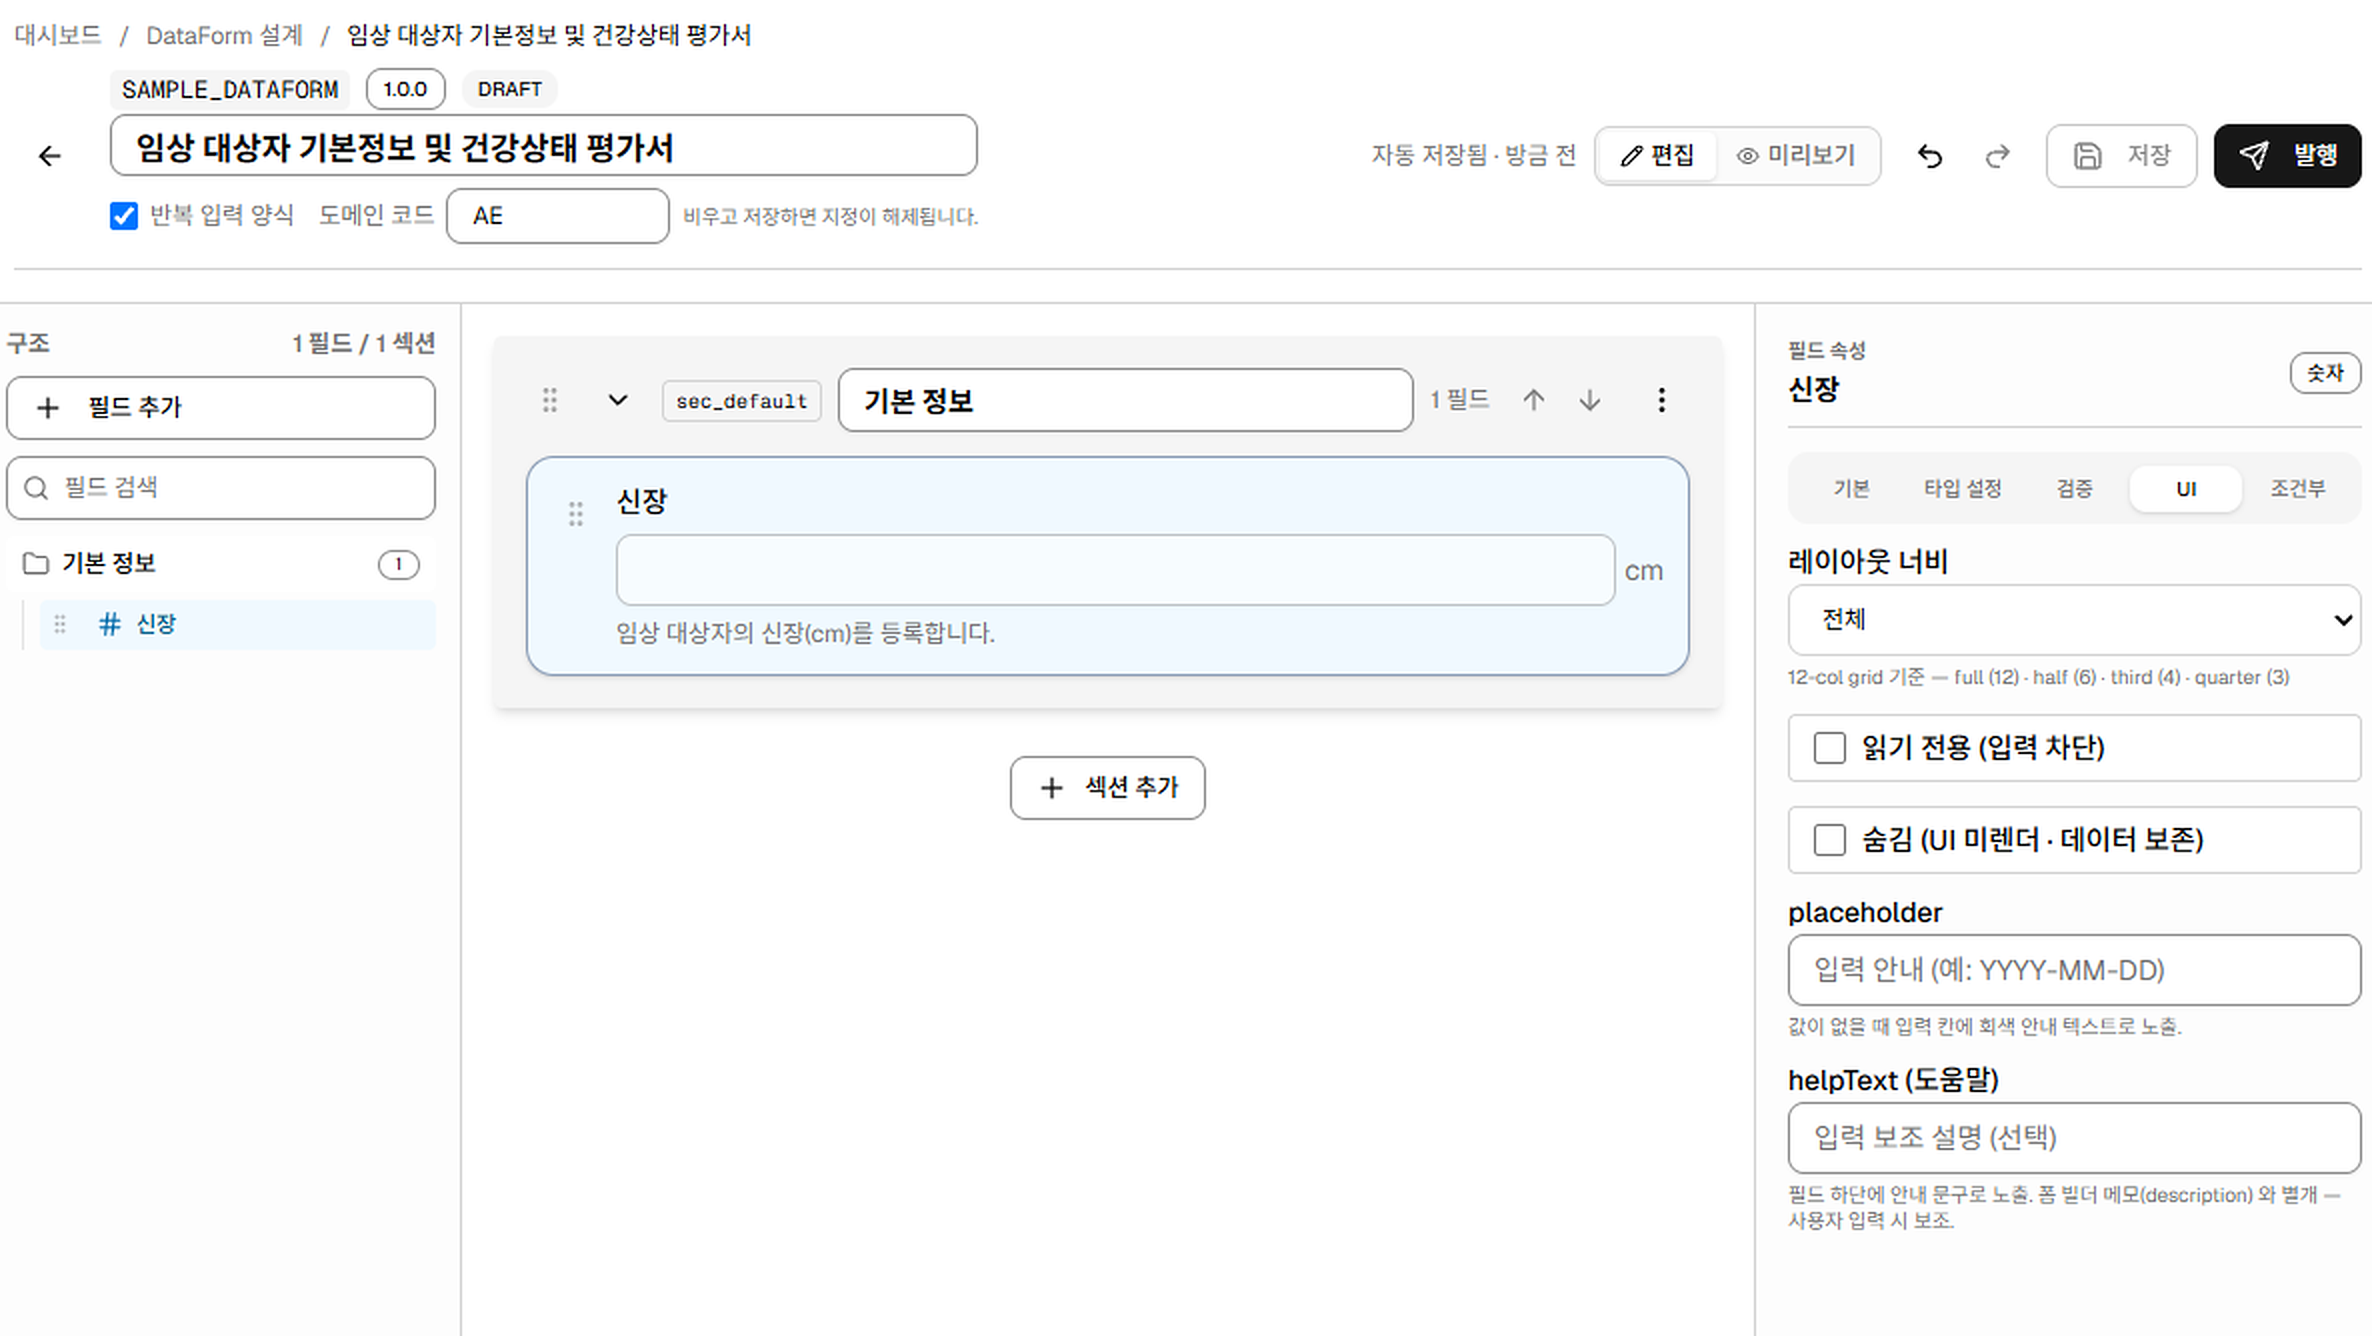 대시보드 / DataForm 설계 / 임상 대상자 기본정보 및 건강상태 평가서
SAMPLE_DATAFORM 1.0.0 DRAFT
임상 대상자 기본정보 및 건강상태 평가서
자동 저장됨 · 방금 전 편집 미리보기 저장 발행
반복 입력 양식 도메인 코드 AE 비우고 저장하면 지정이 해제됩니다.
구조 1 필드 / 1 섹션
필드 추가
필드 검색
기본 정보 1
신장
sec_default 기본 정보 1 필드
신장
cm
임상 대상자의 신장(cm)를 등록합니다.
섹션 추가
필드 속성
신장 숫자
기본 타입 설정 검증 UI 조건부
레이아웃 너비
전체
12-col grid 기준 — full (12) · half (6) · third (4) · quarter (3)
읽기 전용 (입력 차단)
숨김 (UI 미렌더 · 데이터 보존)
placeholder
입력 안내 (예: YYYY-MM-DD)
값이 없을 때 입력 칸에 회색 안내 텍스트로 노출.
helpText (도움말)
입력 보조 설명 (선택)
필드 하단에 안내 문구로 노출. 폼 빌더 메모(description) 와 별개 —
사용자 입력 시 보조.